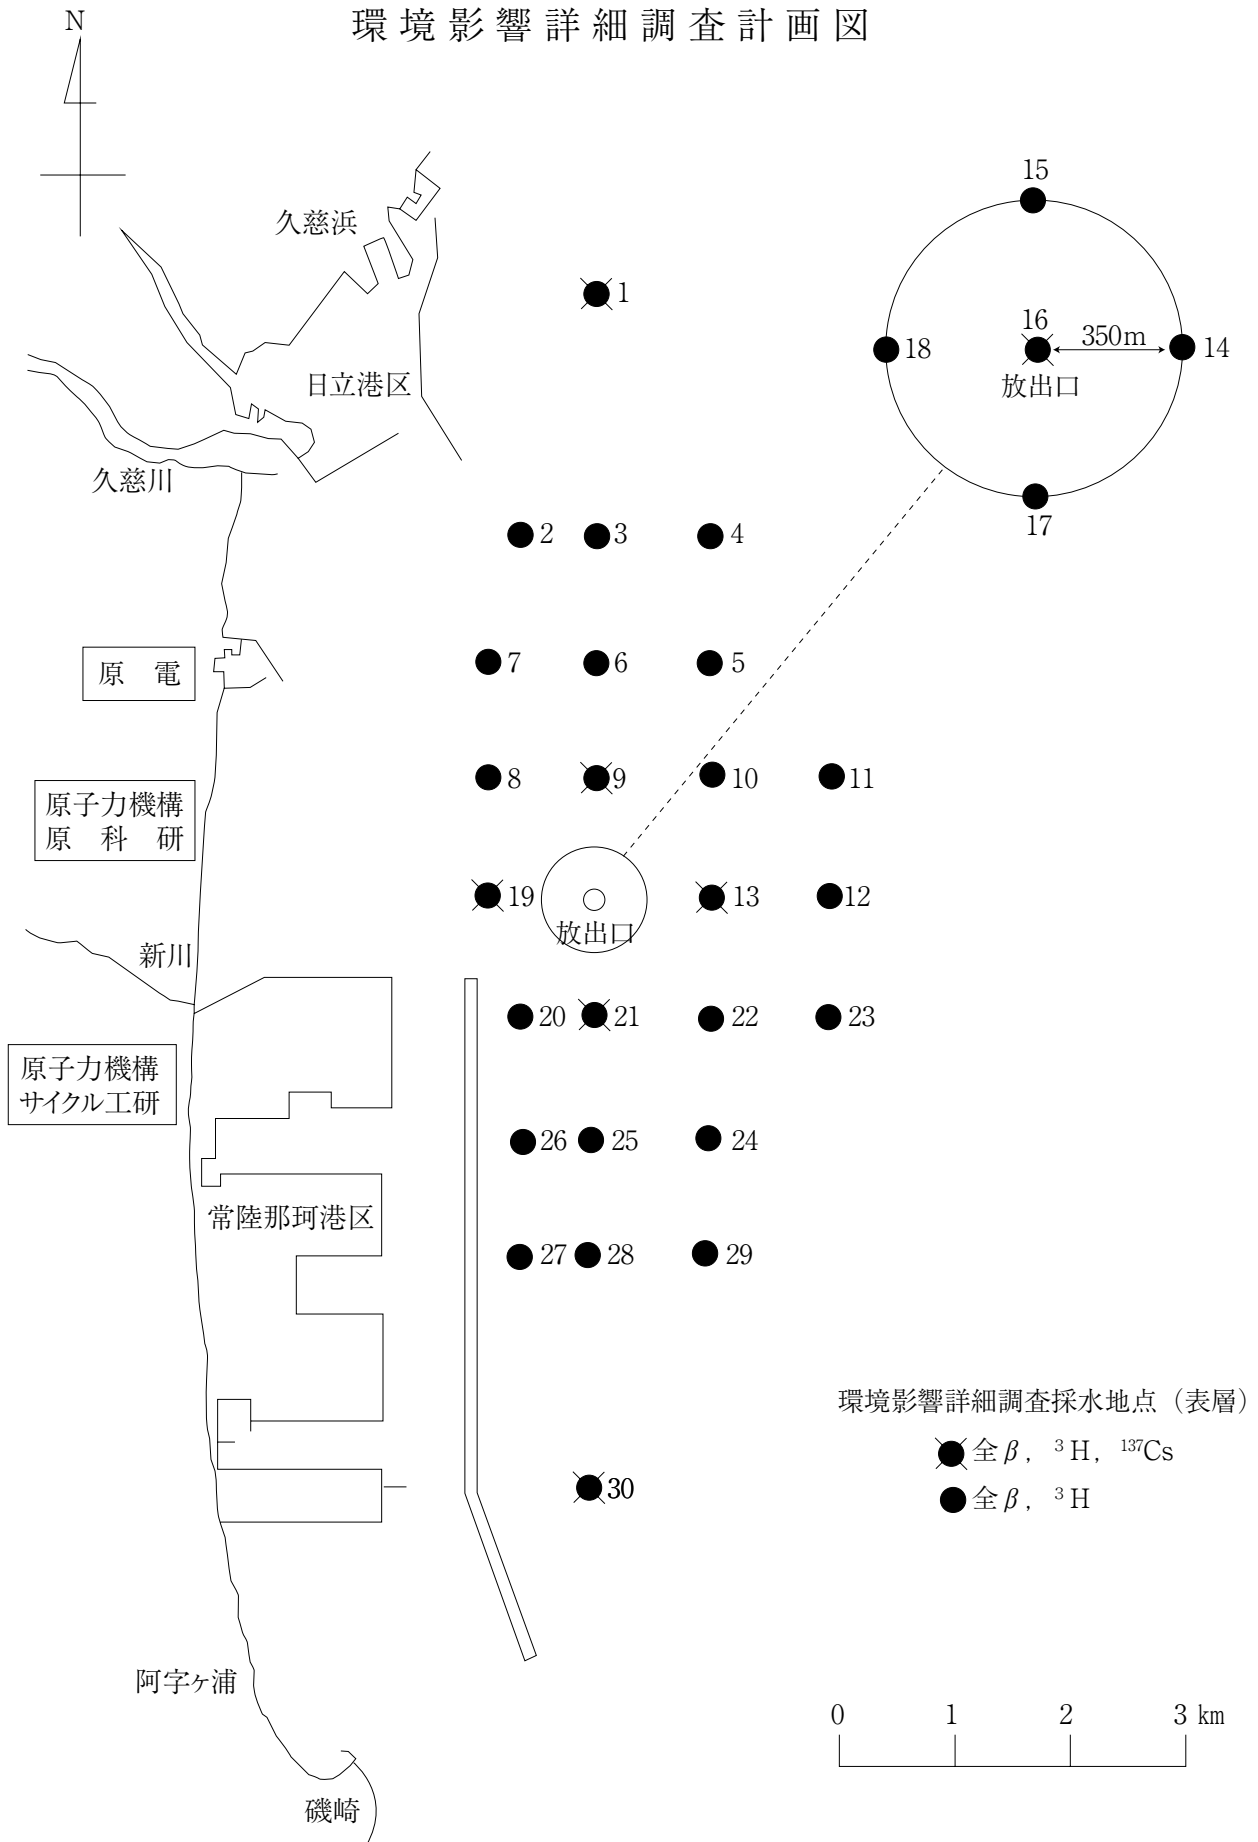 環境影響詳細調査計画図
N
久慈浜
日立港区
久慈川
1
15
16
350m
18
14
放出口
17
2
3
4
原　電
7
6
5
原子力機構
原　科　研
8
9
10
11
19
13
12
放出口
新川
20
21
22
23
原子力機構
サイクル工研
26
25
24
常陸那珂港区
27
28
29
環境影響詳細調査採水地点（表層）
全β，³H，¹³⁷Cs
全β，³H
30
阿字ヶ浦
0 1 2 3 km
磯崎